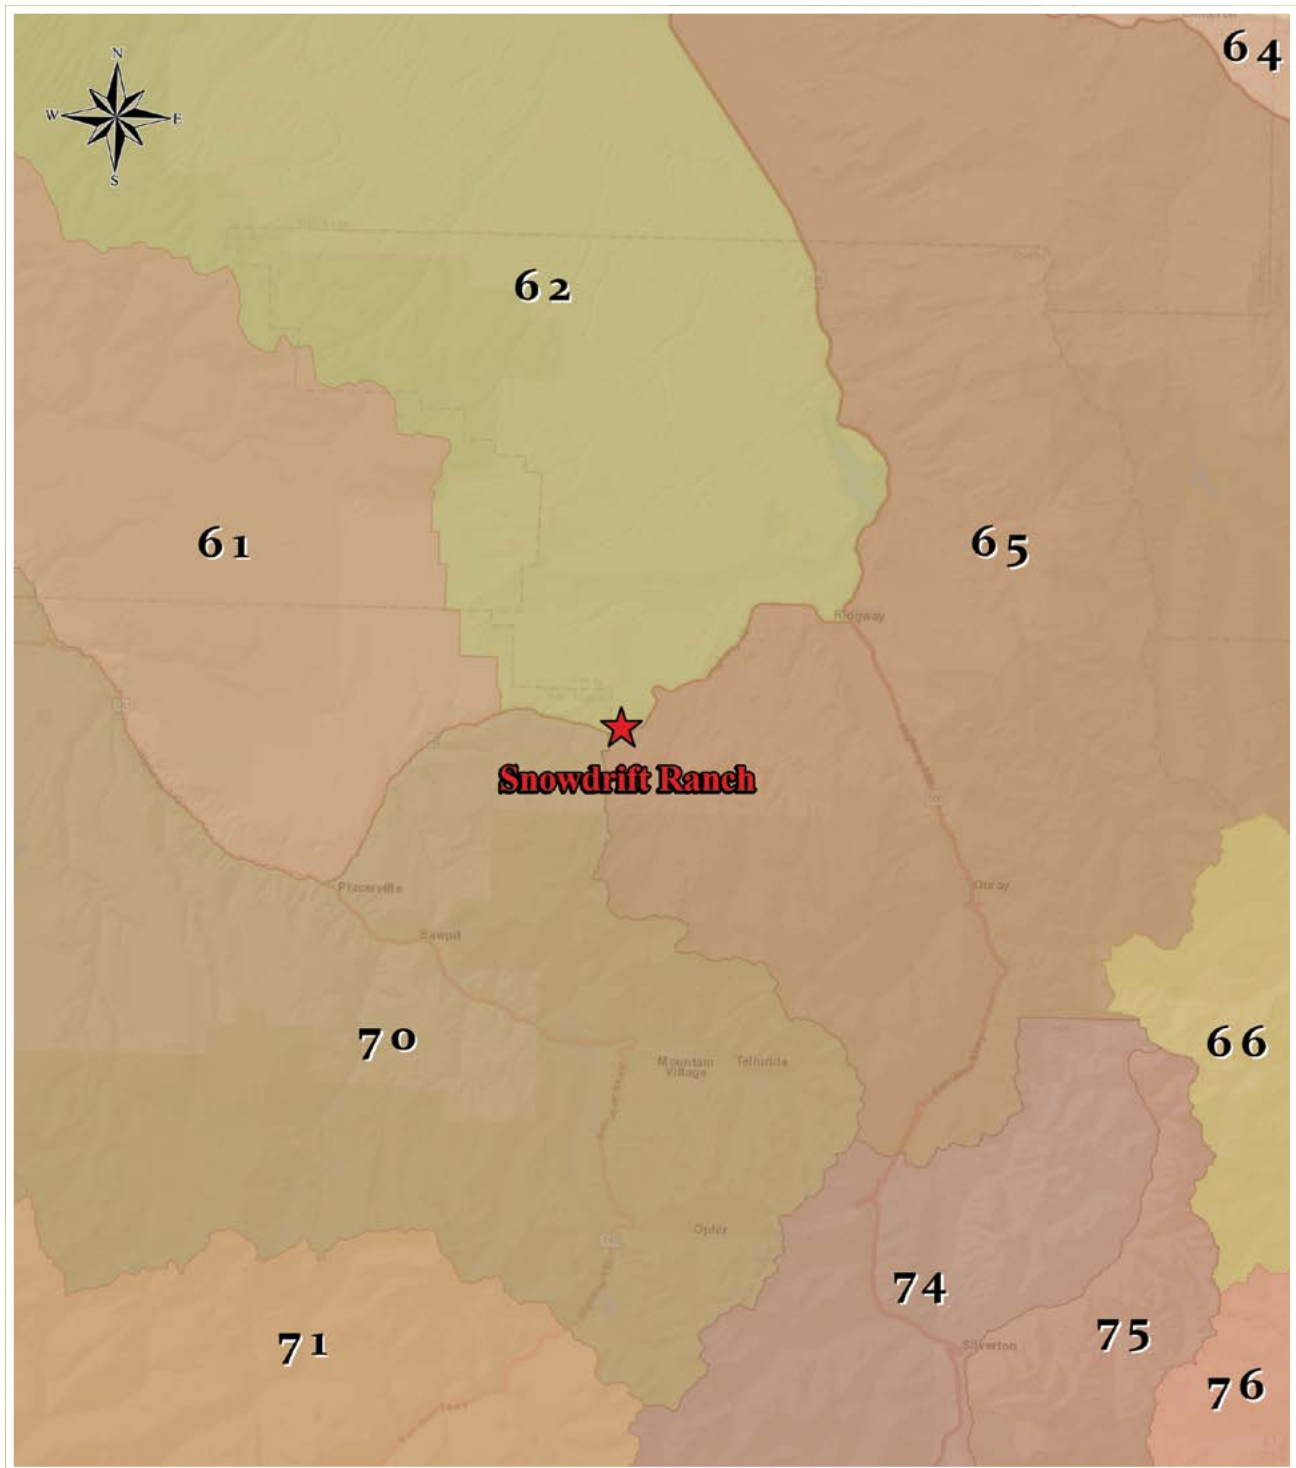 64
N
W E
S
62
61
65
Ridgway
Snowdrift Ranch
Placerville
Ouray
Sawpit
70
66
Mountain
Village
Telluride
Ophir
74
75
71
Silverton
76